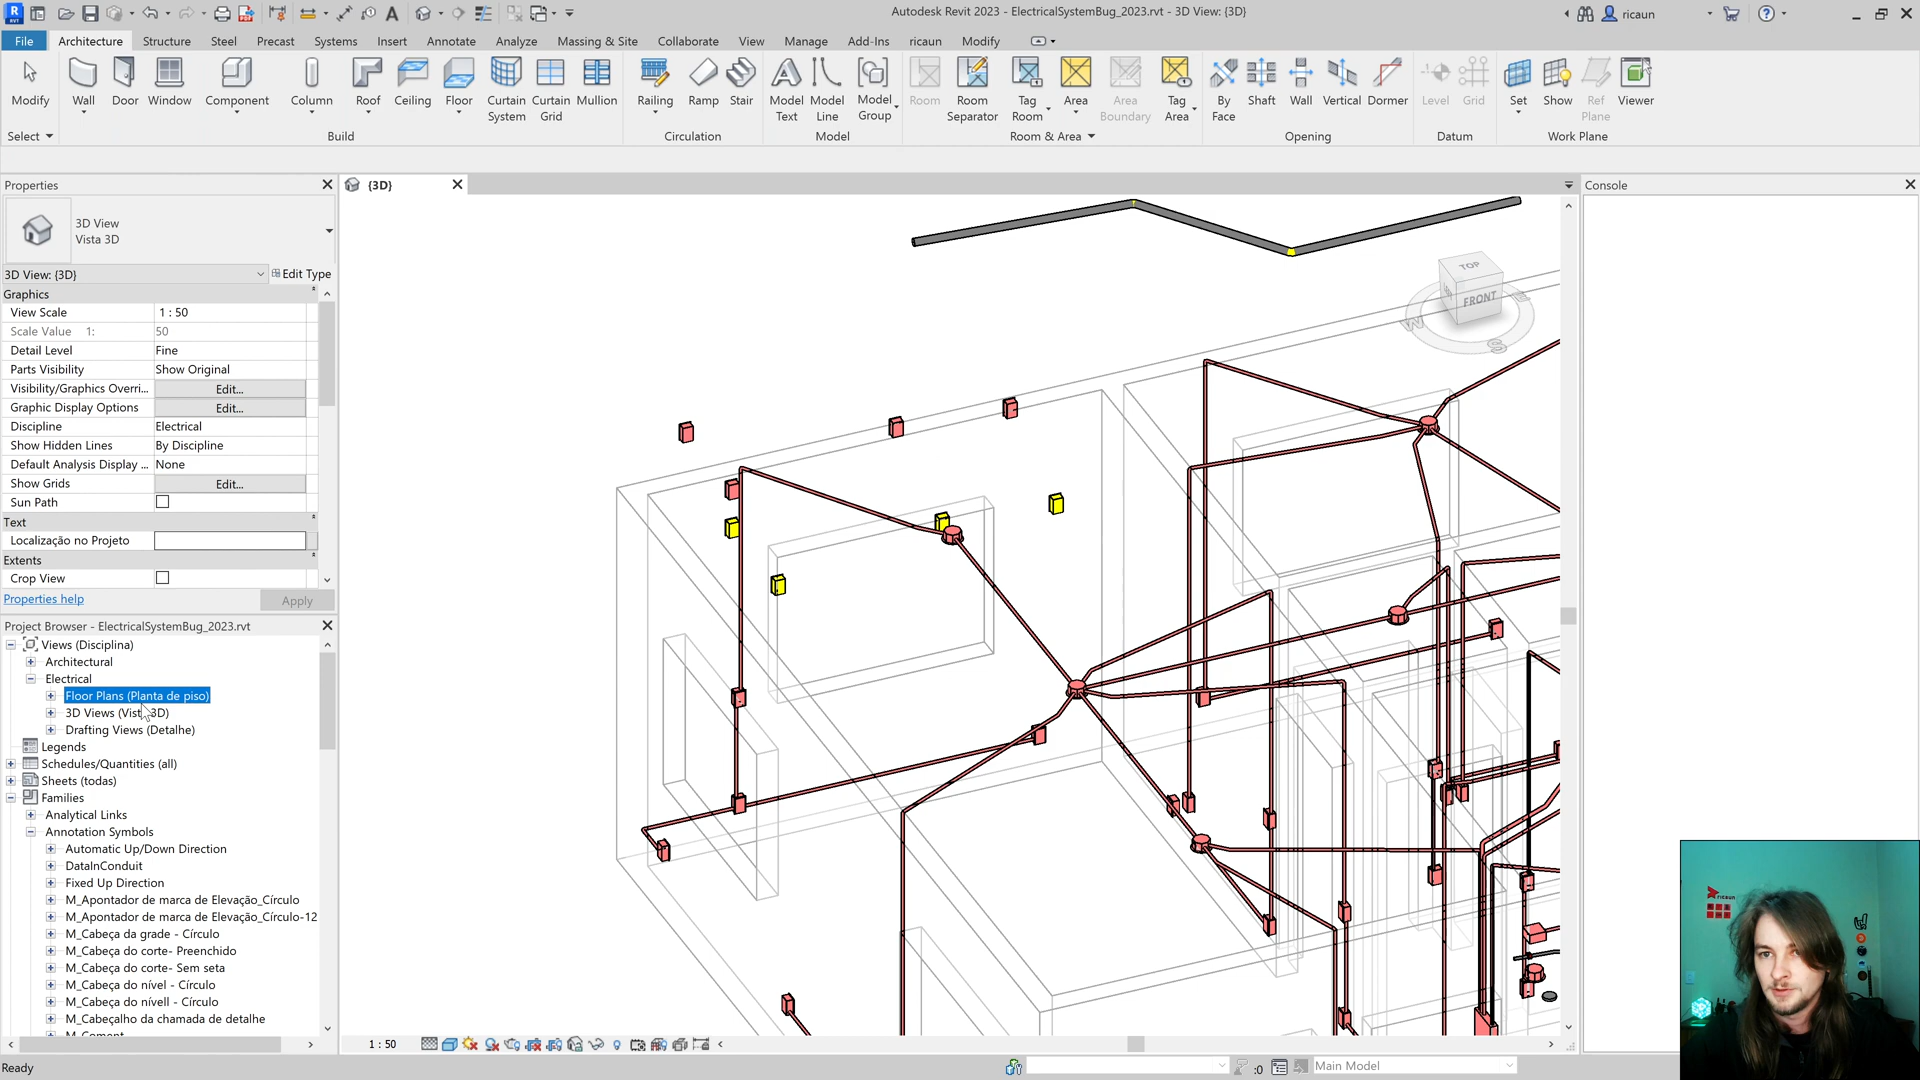 Autodesk Revit 2023 - ElectricalSystemBug_2023.rvt - 3D View: {3D}
ricaun
File Architecture Structure Steel Precast Systems Insert Annotate Analyze Massing & Site Collaborate View Manage Add-Ins ricaun Modify
Modify Wall Door Window Component Column Roof Ceiling Floor Curtain System Curtain Grid Mullion Railing Ramp Stair Model Text Model Line Model Group Room Room Separator Tag Room Area Area Boundary Tag Area By Face Shaft Wall Vertical Dormer Level Grid Set Show Ref Plane Viewer
Select Build Circulation Model Room & Area Opening Datum Work Plane
Properties
{3D}
Console
3D View
Vista 3D
3D View: {3D}
Edit Type
Graphics
View Scale 1 : 50
Scale Value 1: 50
Detail Level Fine
Parts Visibility Show Original
Visibility/Graphics Overri... Edit...
Graphic Display Options Edit...
Discipline Electrical
Show Hidden Lines By Discipline
Default Analysis Display ... None
Show Grids Edit...
Sun Path
Text
Localização no Projeto
Extents
Crop View
Properties help
Apply
TOP
FRONT
W
S
Project Browser - ElectricalSystemBug_2023.rvt
Views (Disciplina)
Architectural
Electrical
Floor Plans (Planta de piso)
3D Views (Vista 3D)
Drafting Views (Detalhe)
Legends
Schedules/Quantities (all)
Sheets (todas)
Families
Analytical Links
Annotation Symbols
Automatic Up/Down Direction
DataInConduit
Fixed Up Direction
M_Apontador de marca de Elevação_Círculo
M_Apontador de marca de Elevação_Círculo-12
M_Cabeça da grade - Círculo
M_Cabeça do corte- Preenchido
M_Cabeça do corte- Sem seta
M_Cabeça do nível - Círculo
M_Cabeça do nívell - Círculo
M_Cabeçalho da chamada de detalhe
1 : 50
Ready
:0
Main Model